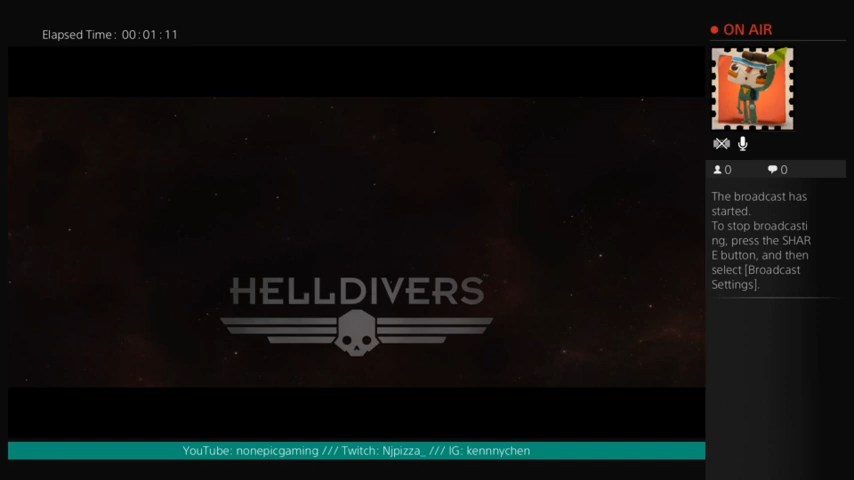 Elapsed Time: 00:01:11
ON AIR
0
0
The broadcast has
started.
To stop broadcasti
ng, press the SHAR
E button, and then
select [Broadcast
Settings].
HELLDIVERS
YouTube: nonepicgaming /// Twitch: Njpizza_ /// IG: kennnychen